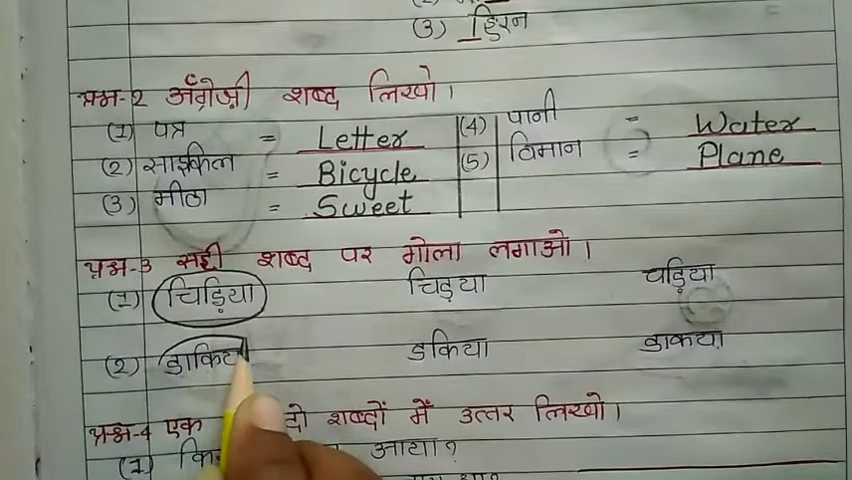 (3) हिरन
प्रश्न-2 अँग्रेज़ी शब्द लिखो।
(1) पत्र = Letter
(2) साइकिल = Bicycle
(3) मीठा = Sweet
(4) पानी = Water
(5) विमान = Plane
प्रश्न-3 सही शब्द पर गोला लगाओ।
(1) चिड़िया चिड़्या चड़िया
(2) डाकिया डकिया डाकया
प्रश्न-4 एक दो शब्दों में उत्तर लिखो।
(1) आया?